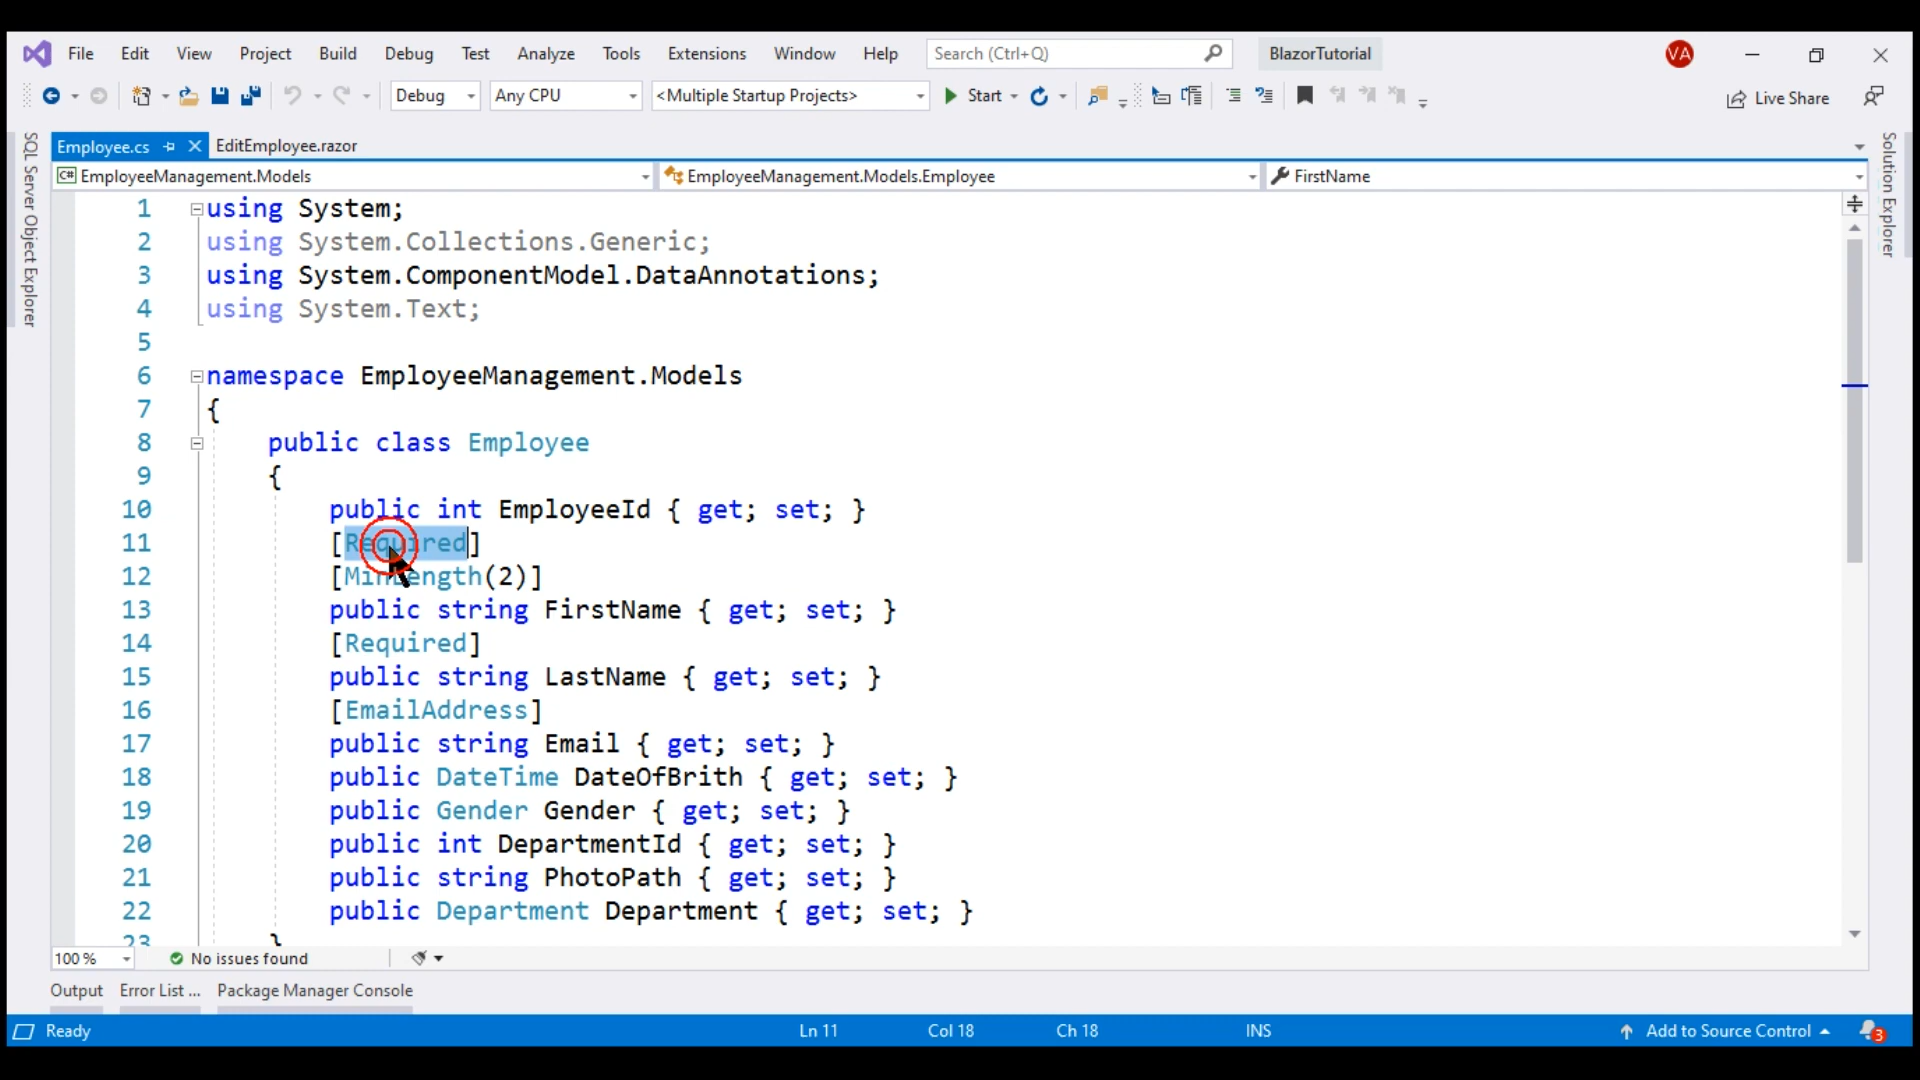 File Edit View Project Build Debug Test Analyze Tools Extensions Window Help Search (Ctrl+Q) BlazorTutorial VA
Debug Any CPU <Multiple Startup Projects> Start Live Share
SQL Server Object Explorer
Solution Explorer
Employee.cs EditEmployee.razor
C# EmployeeManagement.Models EmployeeManagement.Models.Employee FirstName
1 using System;
2 using System.Collections.Generic;
3 using System.ComponentModel.DataAnnotations;
4 using System.Text;
5
6 namespace EmployeeManagement.Models
7 {
8 public class Employee
9 {
10 public int EmployeeId { get; set; }
11 [Required]
12 [MinLength(2)]
13 public string FirstName { get; set; }
14 [Required]
15 public string LastName { get; set; }
16 [EmailAddress]
17 public string Email { get; set; }
18 public DateTime DateOfBrith { get; set; }
19 public Gender Gender { get; set; }
20 public int DepartmentId { get; set; }
21 public string PhotoPath { get; set; }
22 public Department Department { get; set; }
23 }
100 % No issues found
Output Error List ... Package Manager Console
Ready Ln 11 Col 18 Ch 18 INS Add to Source Control 3